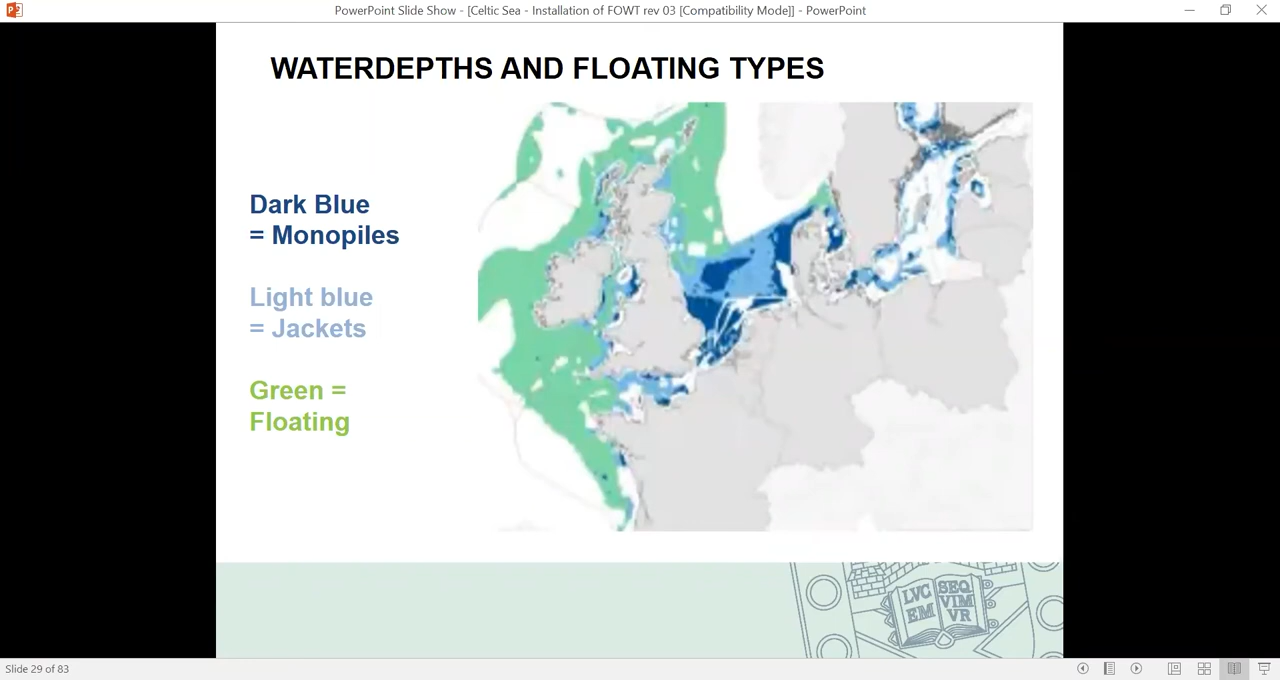 PowerPoint Slide Show - [Celtic Sea - Installation of FOWT rev 03 [Compatibility Mode]] - PowerPoint
WATERDEPTHS AND FLOATING TYPES
Dark Blue
= Monopiles
Light blue
= Jackets
Green =
Floating
LVC
EM
SEQ
VIM
VR
Slide 29 of 83